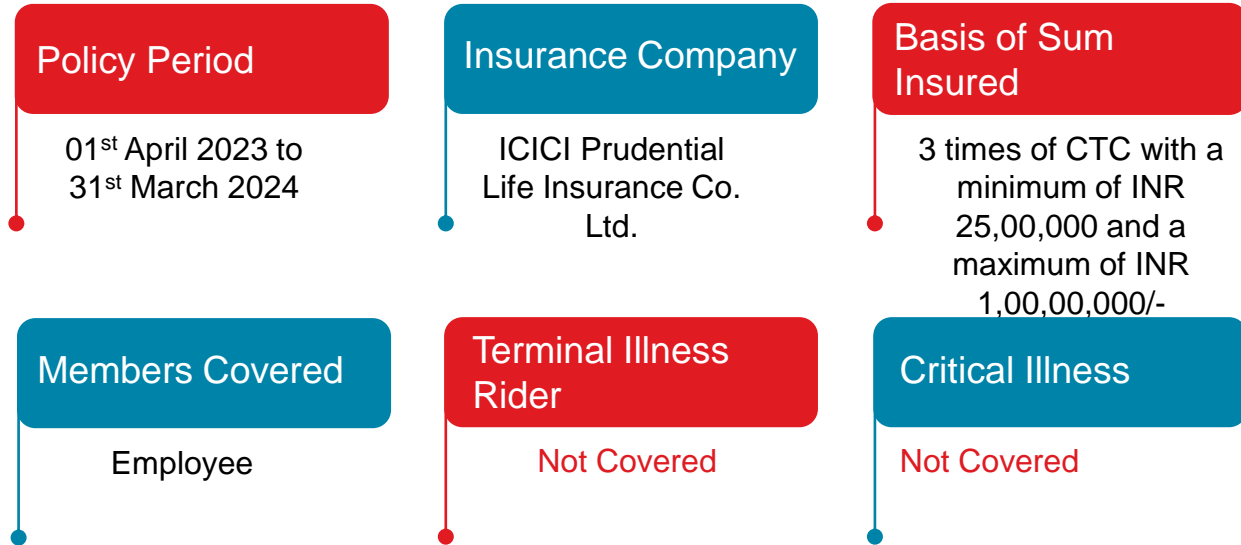 Policy Period
01st April 2023 to
31st March 2024
Insurance Company
ICICI Prudential
Life Insurance Co.
Ltd.
Basis of Sum
Insured
3 times of CTC with a
minimum of INR
25,00,000 and a
maximum of INR
1,00,00,000/-
Members Covered
Employee
Terminal Illness
Rider
Not Covered
Critical Illness
Not Covered